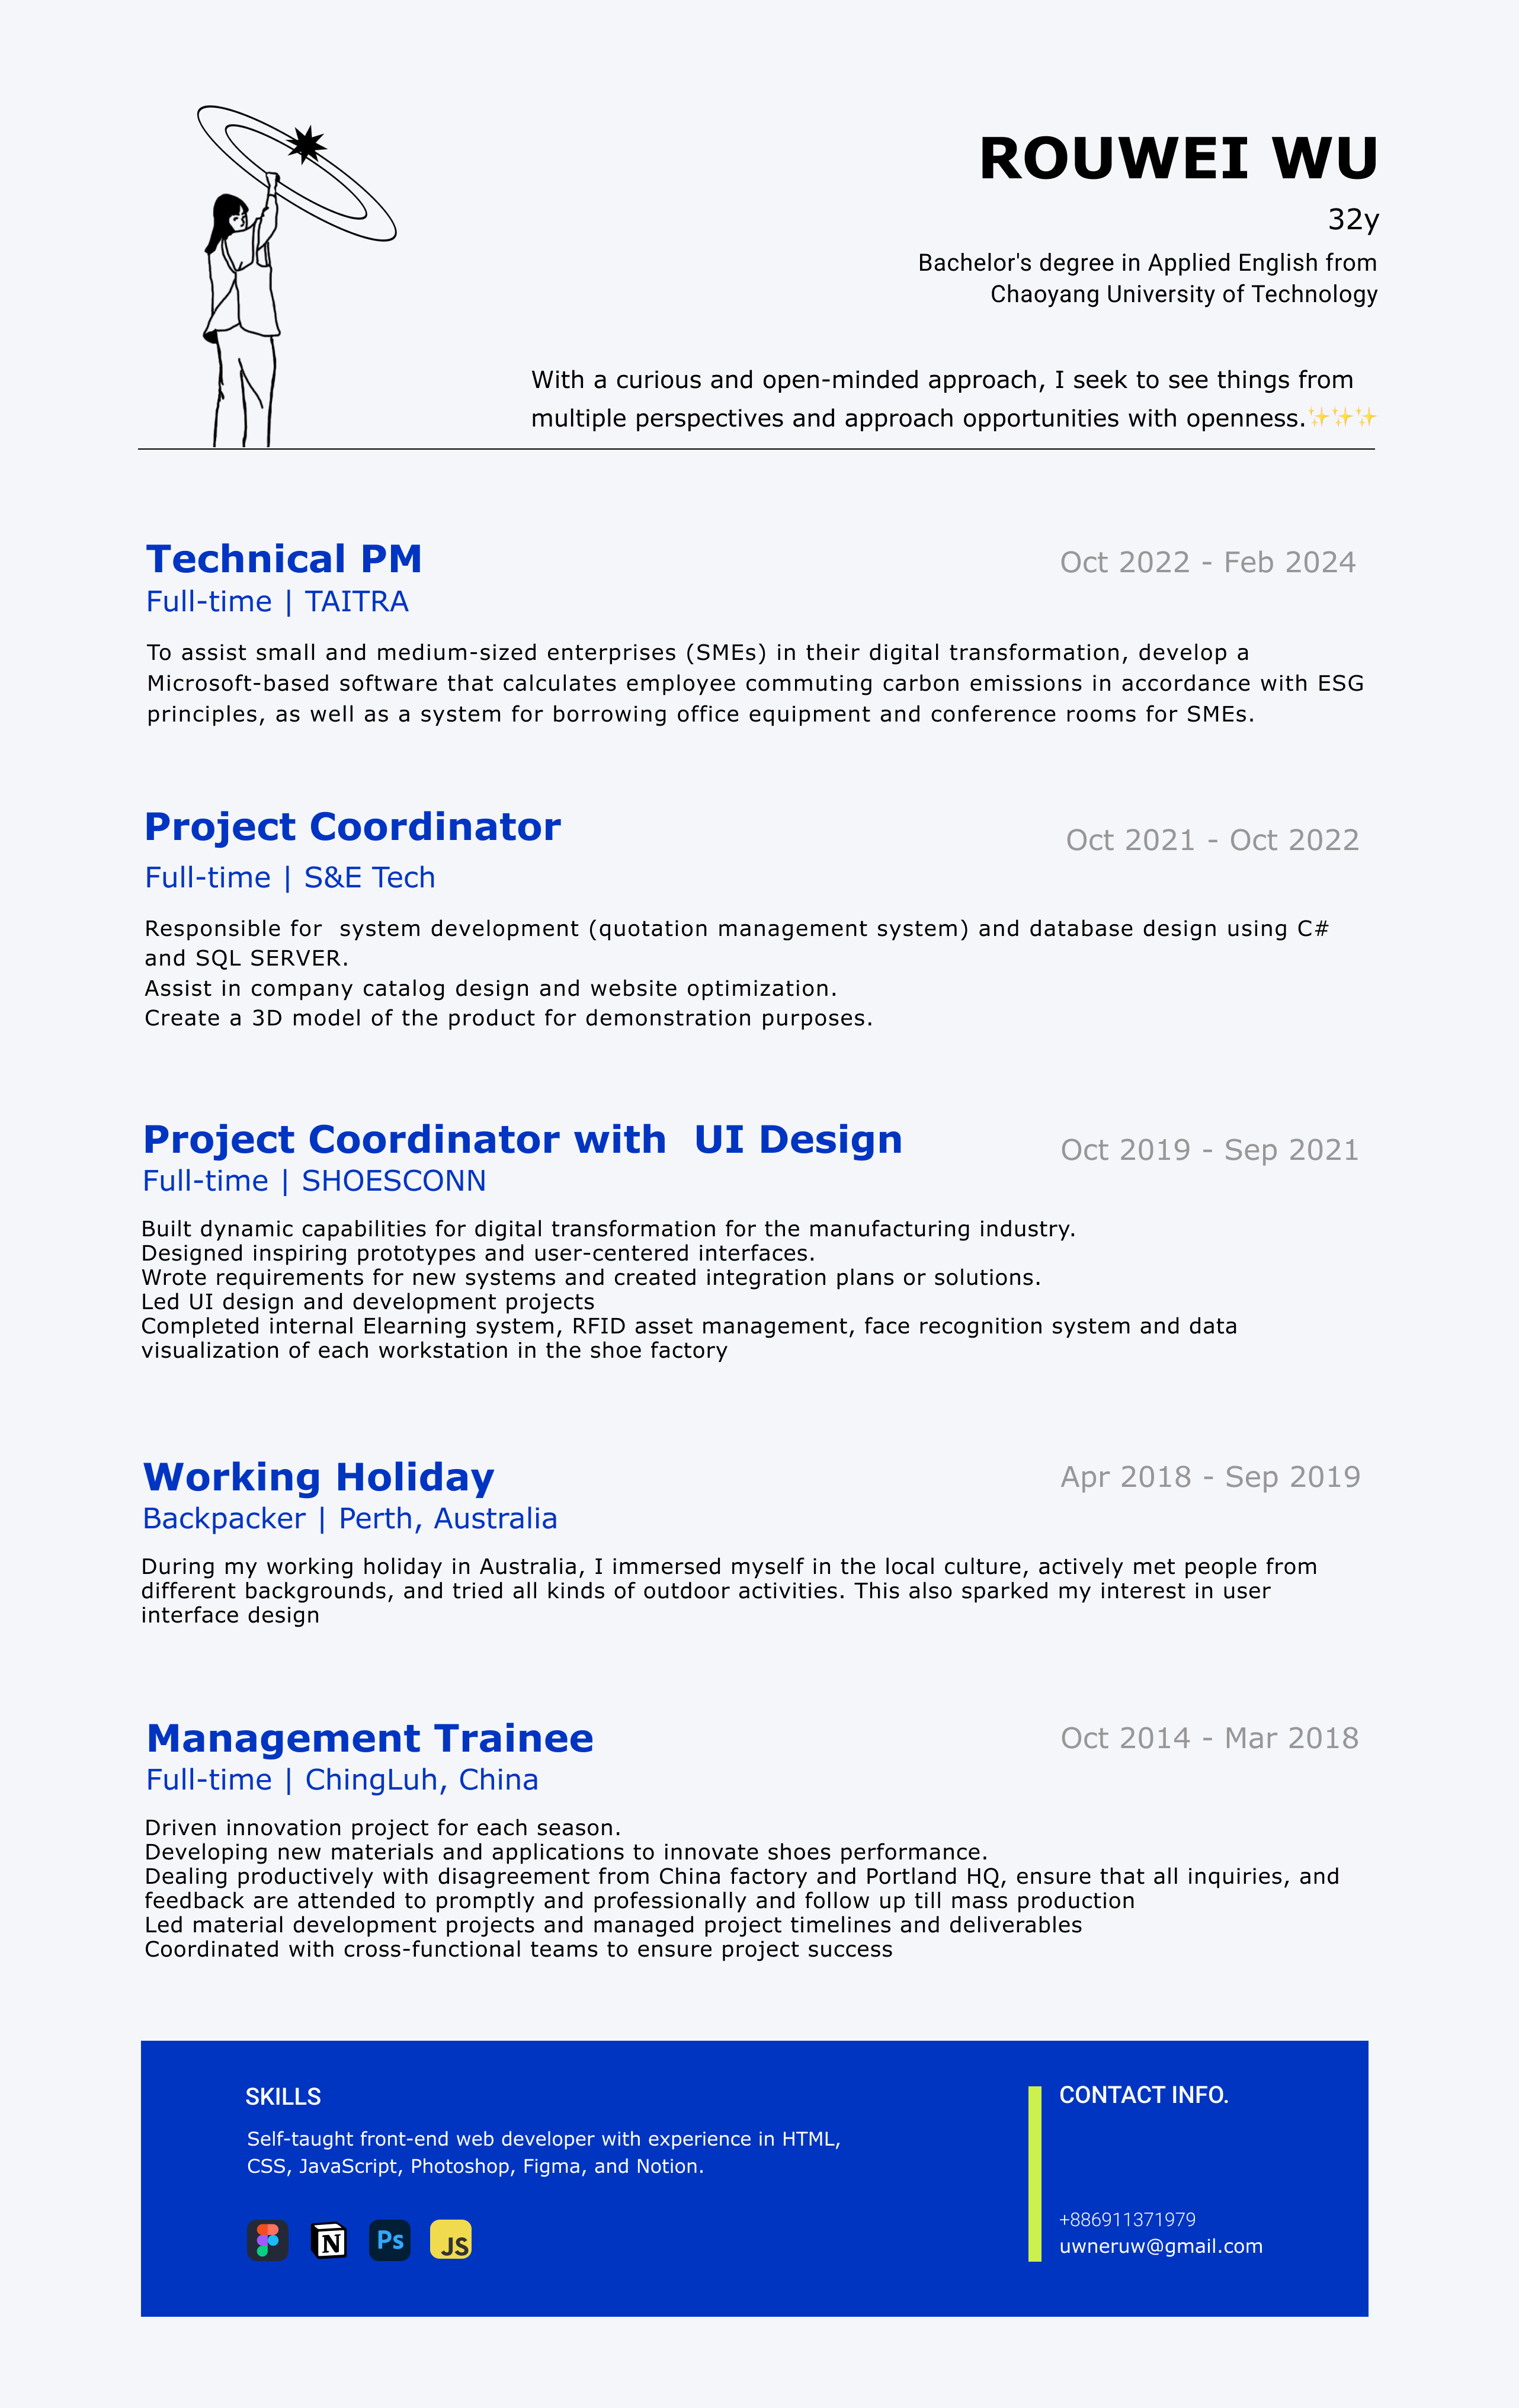 ROUWEI WU
32y
Bachelor's degree in Applied English from
Chaoyang University of Technology
With a curious and open-minded approach, I seek to see things from
multiple perspectives and approach opportunities with openness.✨✨✨
Technical PM
Oct 2022 - Feb 2024
Full-time | TAITRA
To assist small and medium-sized enterprises (SMEs) in their digital transformation, develop a
Microsoft-based software that calculates employee commuting carbon emissions in accordance with ESG
principles, as well as a system for borrowing office equipment and conference rooms for SMEs.
Project Coordinator
Oct 2021 - Oct 2022
Full-time | S&E Tech
Responsible for  system development (quotation management system) and database design using C#
and SQL SERVER.
Assist in company catalog design and website optimization.
Create a 3D model of the product for demonstration purposes.
Project Coordinator with  UI Design
Oct 2019 - Sep 2021
Full-time | SHOESCONN
Built dynamic capabilities for digital transformation for the manufacturing industry.
Designed inspiring prototypes and user-centered interfaces.
Wrote requirements for new systems and created integration plans or solutions.
Led UI design and development projects
Completed internal Elearning system, RFID asset management, face recognition system and data
visualization of each workstation in the shoe factory
Working Holiday
Apr 2018 - Sep 2019
Backpacker | Perth, Australia
During my working holiday in Australia, I immersed myself in the local culture, actively met people from
different backgrounds, and tried all kinds of outdoor activities. This also sparked my interest in user
interface design
Management Trainee
Oct 2014 - Mar 2018
Full-time | ChingLuh, China
Driven innovation project for each season.
Developing new materials and applications to innovate shoes performance.
Dealing productively with disagreement from China factory and Portland HQ, ensure that all inquiries, and
feedback are attended to promptly and professionally and follow up till mass production
Led material development projects and managed project timelines and deliverables
Coordinated with cross-functional teams to ensure project success
SKILLS
Self-taught front-end web developer with experience in HTML,
CSS, JavaScript, Photoshop, Figma, and Notion.
N Ps JS
CONTACT INFO.
+886911371979
uwneruw@gmail.com